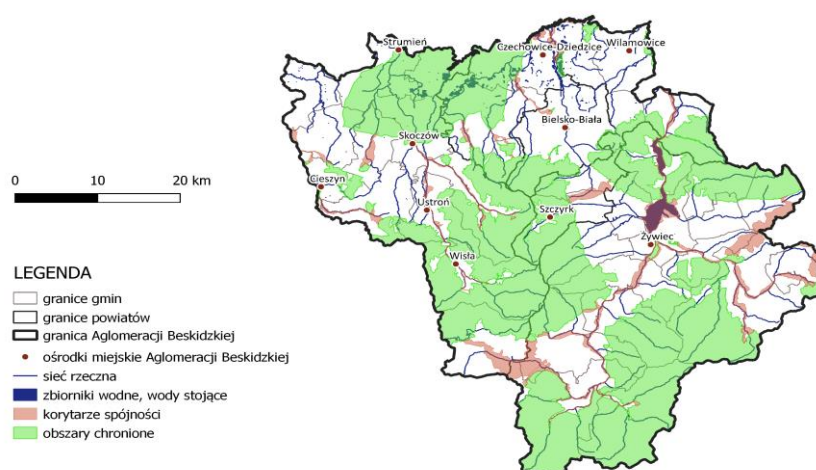 Strumień
Czechowice-Dziedzice
Wilamowice
Bielsko-Biała
Skoczów
Cieszyn
Ustroń
Szczyrk
Żywiec
Wisła
0 10 20 km
LEGENDA
granice gmin
granice powiatów
granica Aglomeracji Beskidzkiej
ośrodki miejskie Aglomeracji Beskidzkiej
sieć rzeczna
zbiorniki wodne, wody stojące
korytarze spójności
obszary chronione